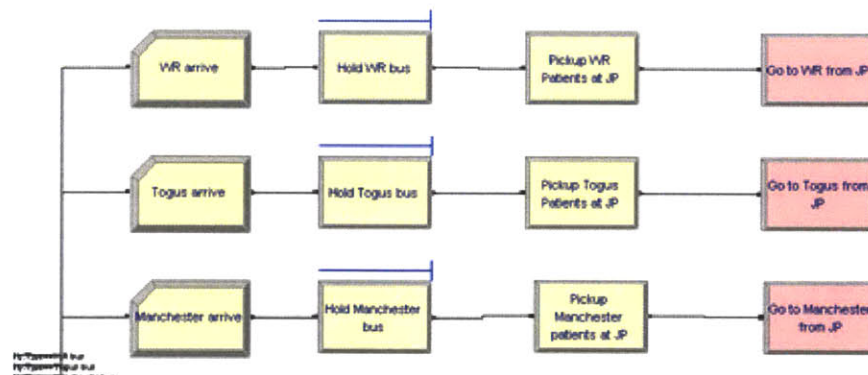 WR arrive
Hold WR bus
Pickup WR
Patients at JP
Go to WR from JP
Togus arrive
Hold Togus bus
Pickup Togus
Patients at JP
Go to Togus from
JP
Manchester arrive
Hold Manchester
bus
Pickup
Manchester
patients at JP
Go to Manchester
from JP